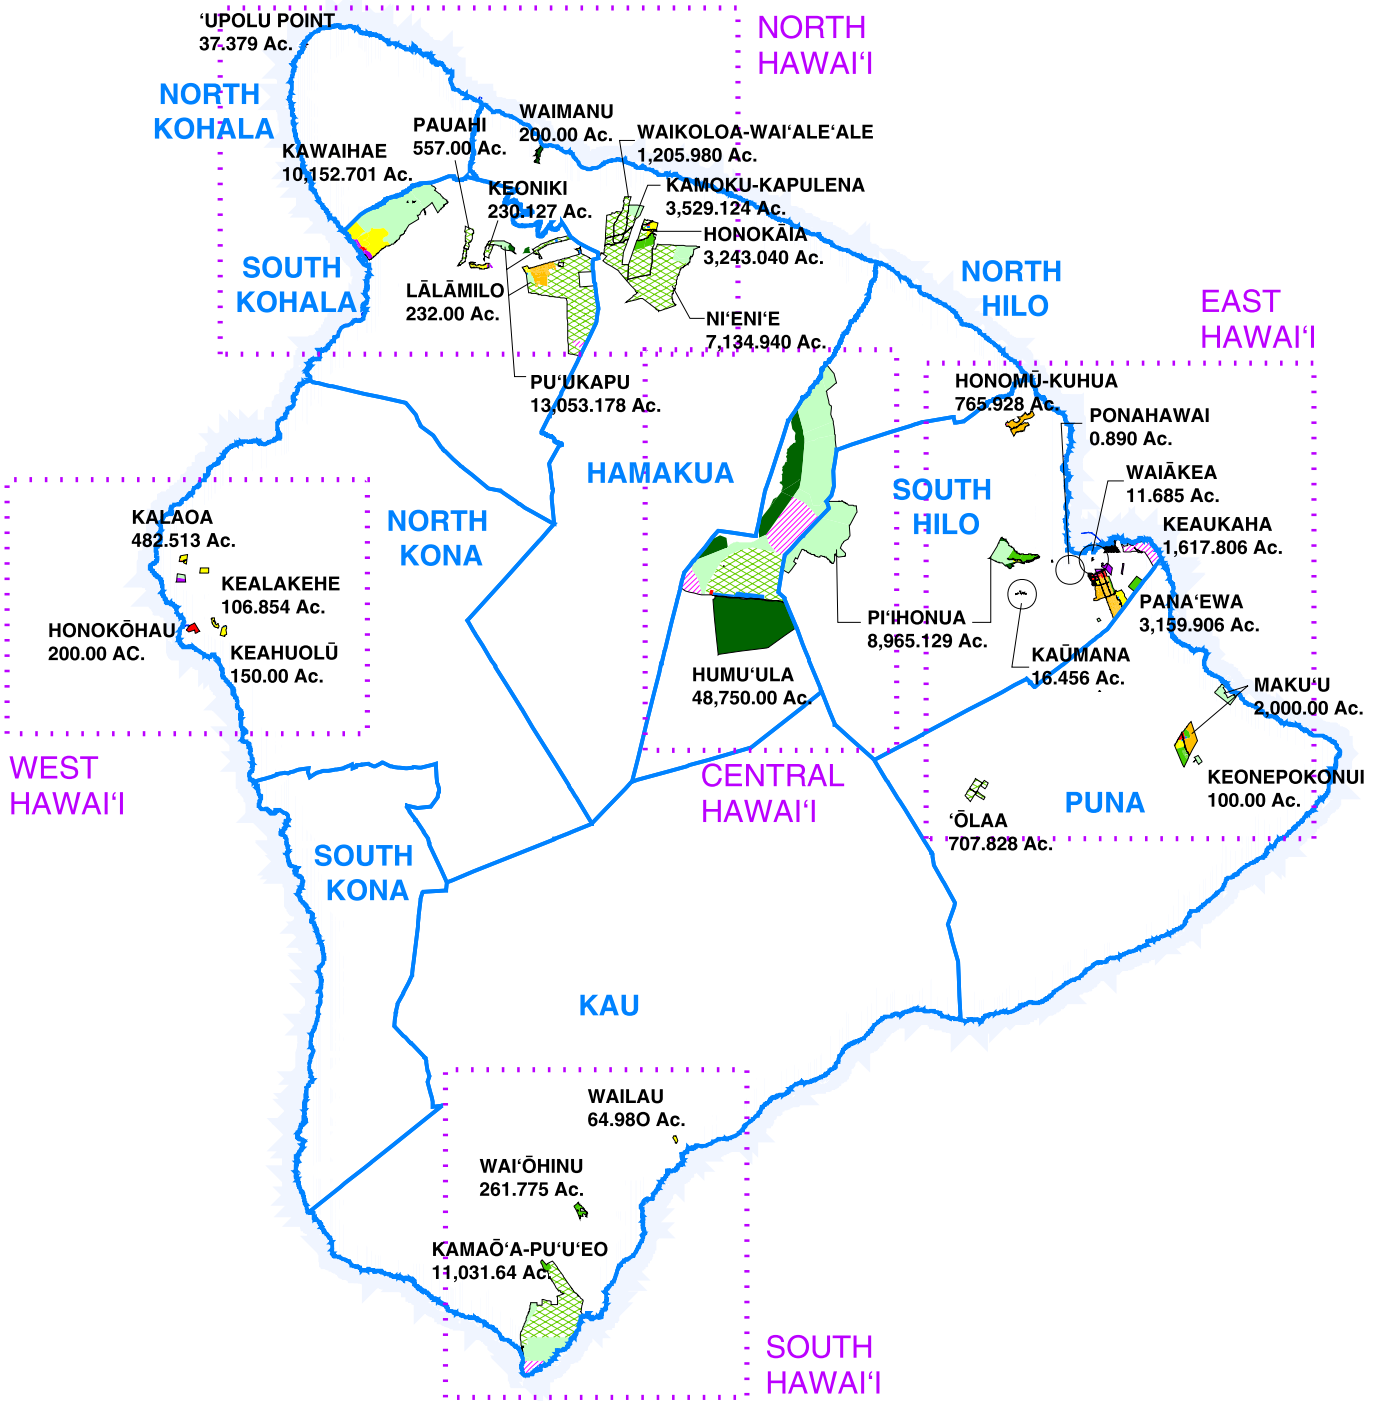 ʻUPOLU POINT
37.379 Ac.
NORTH
HAWAIʻI
NORTH
KOHALA
WAIMANU
200.00 Ac.
PAUAHI
557.00 Ac.
WAIKOLOA-WAIʻALEʻALE
1,205.980 Ac.
KAWAIHAE
10,152.701 Ac.
KEONIKI
230.127 Ac.
KAMOKU-KAPULENA
3,529.124 Ac.
HONOKĀIA
3,243.040 Ac.
SOUTH
KOHALA
LĀLĀMILO
232.00 Ac.
NIʻENIʻE
7,134.940 Ac.
NORTH
HILO
EAST
HAWAIʻI
PUʻUKAPU
13,053.178 Ac.
HONOMŪ-KUHUA
765.928 Ac.
PONAHAWAI
0.890 Ac.
HAMAKUA
WAIĀKEA
11.685 Ac.
SOUTH
HILO
KALAOA
482.513 Ac.
NORTH
KONA
KEAUKAHA
1,617.806 Ac.
KEALAKEHE
106.854 Ac.
HONOKŌHAU
200.00 AC.
KEAHUOLŪ
150.00 Ac.
PIʻIHONUA
8,965.129 Ac.
PANAʻEWA
3,159.906 Ac.
KAŪMANA
16.456 Ac.
HUMUʻULA
48,750.00 Ac.
MAKUʻU
2,000.00 Ac.
WEST
HAWAIʻI
CENTRAL
HAWAIʻI
KEONEPOKONUI
100.00 Ac.
PUNA
ʻŌLAA
707.828 Ac.
SOUTH
KONA
KAU
WAILAU
64.98O Ac.
WAIʻŌHINU
261.775 Ac.
KAMAŌʻA-PUʻUʻEO
11,031.64 Ac.
SOUTH
HAWAIʻI